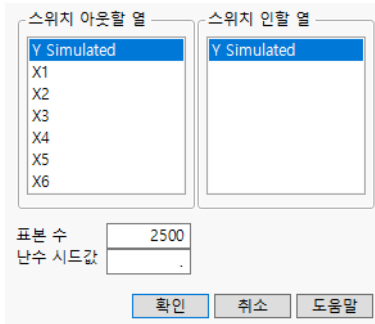 스위치 아웃할 열
스위치 인할 열
Y Simulated
X1
X2
X3
X4
X5
X6
Y Simulated
표본 수 2500
난수 시드값 .
확인 취소 도움말